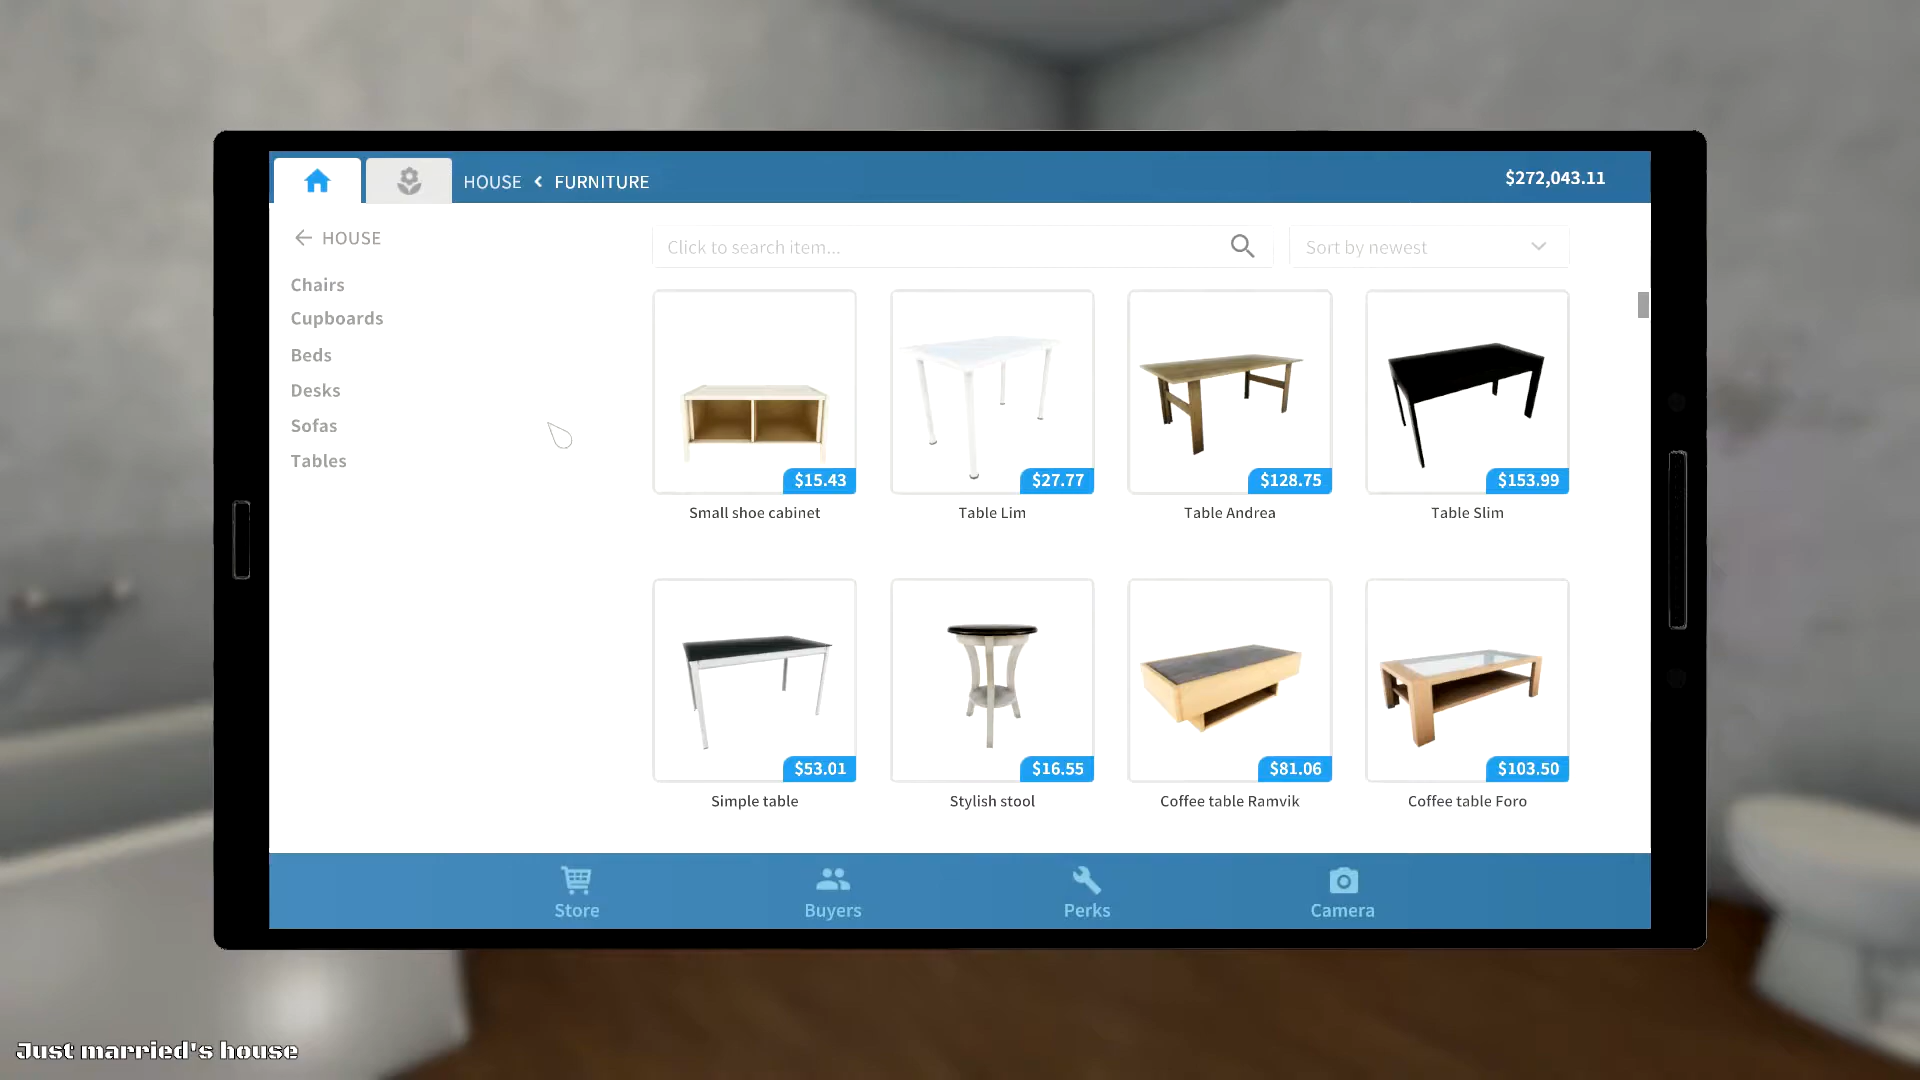 HOUSE < FURNITURE
$272,043.11
HOUSE
Chairs
Cupboards
Beds
Desks
Sofas
Tables
Click to search item...
Sort by newest
$15.43
$27.77
$128.75
$153.99
Small shoe cabinet
Table Lim
Table Andrea
Table Slim
$53.01
$16.55
$81.06
$103.50
Simple table
Stylish stool
Coffee table Ramvik
Coffee table Foro
Store
Buyers
Perks
Camera
Just married's house